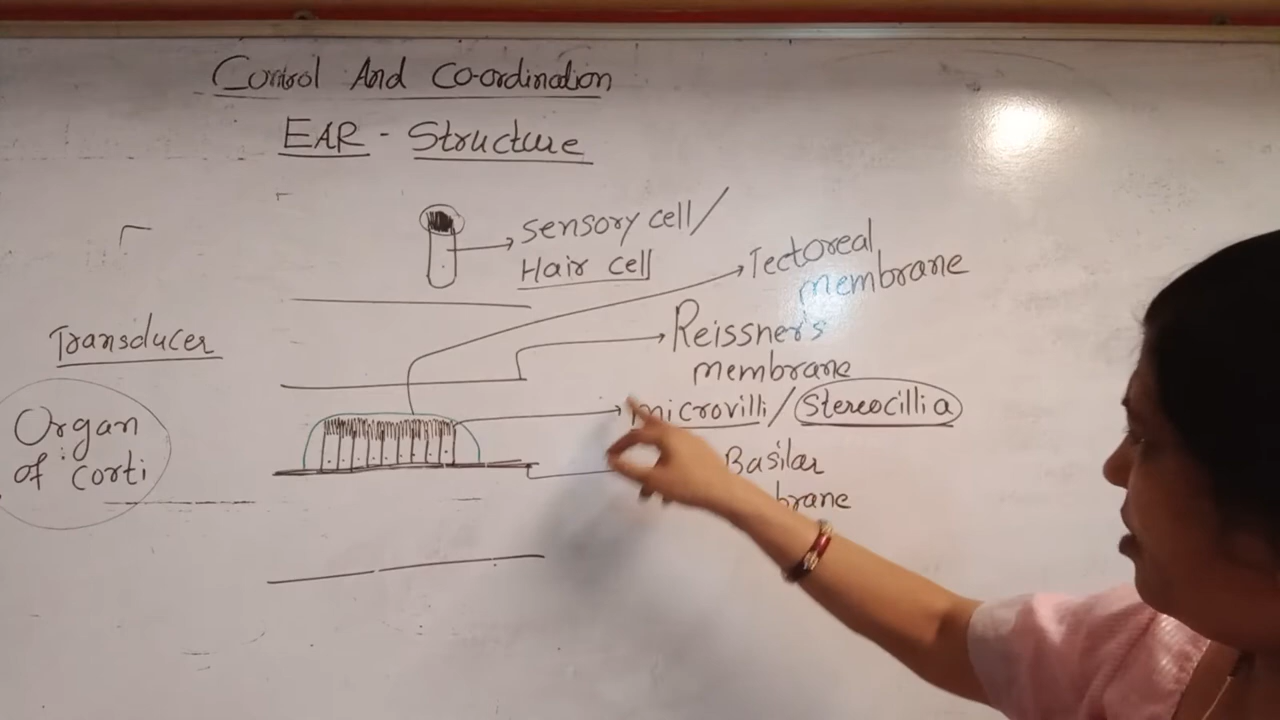 Control And Co-ordination
EAR - Structure
Sensory cell/
Hair cell
Tectoreal
membrane
Reissner's
membrane
Transducer
microvilli/Stereocillia
Organ
of corti
Basilar
brane